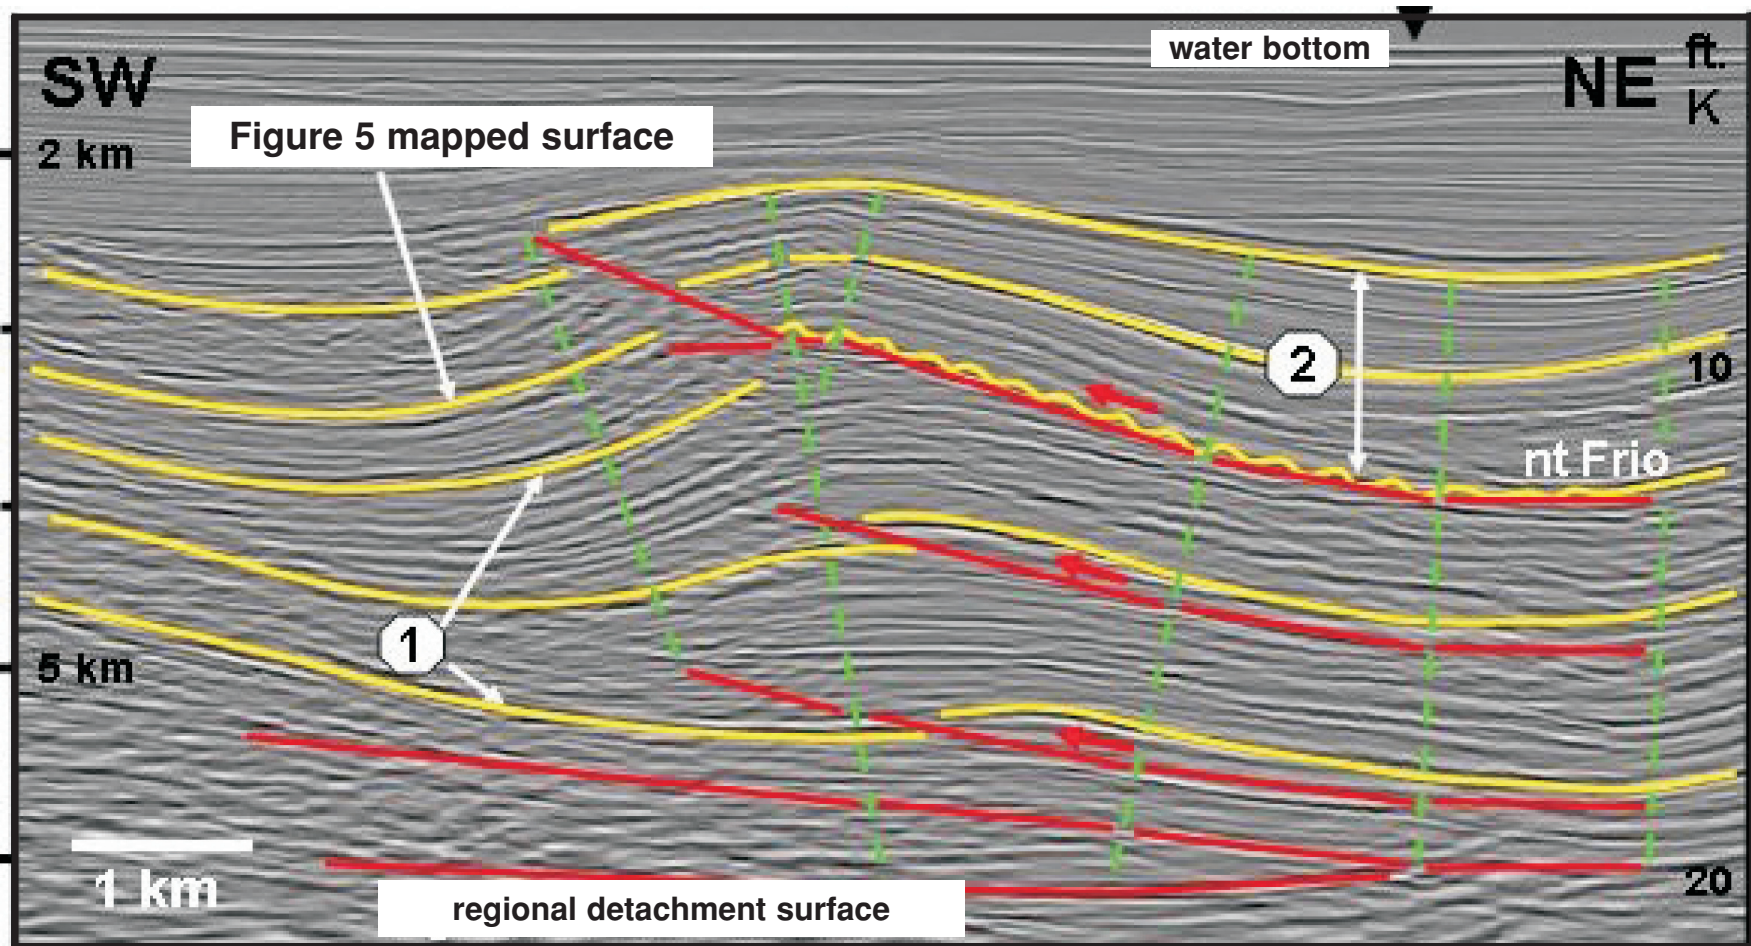 water bottom
ft.
SW
NE
K
Figure 5 mapped surface
2 km
2
10
nt Frio
1
5 km
1 km
20
regional detachment surface